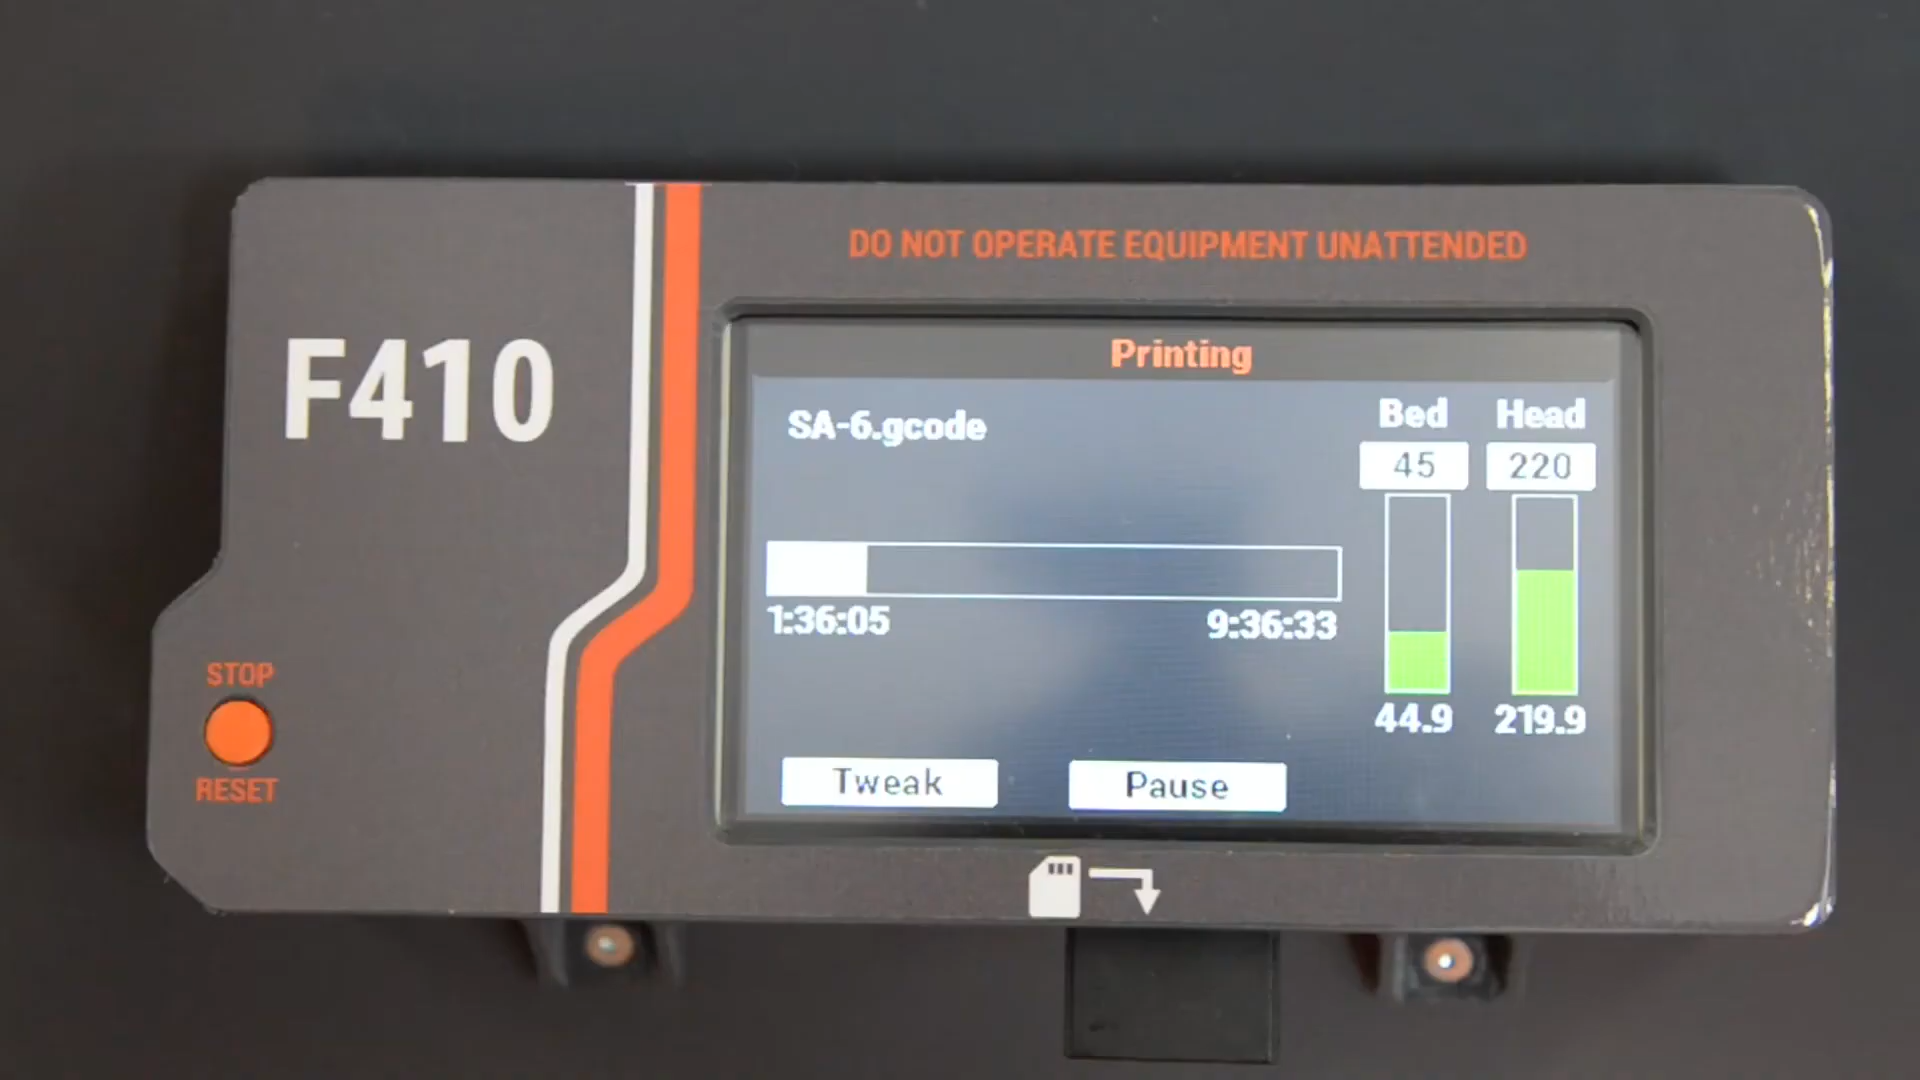 DO NOT OPERATE EQUIPMENT UNATTENDED
F410
Printing
SA-6.gcode
Bed Head
45 220
1:36:05 9:36:33
44.9 219.9
Tweak Pause
STOP
RESET